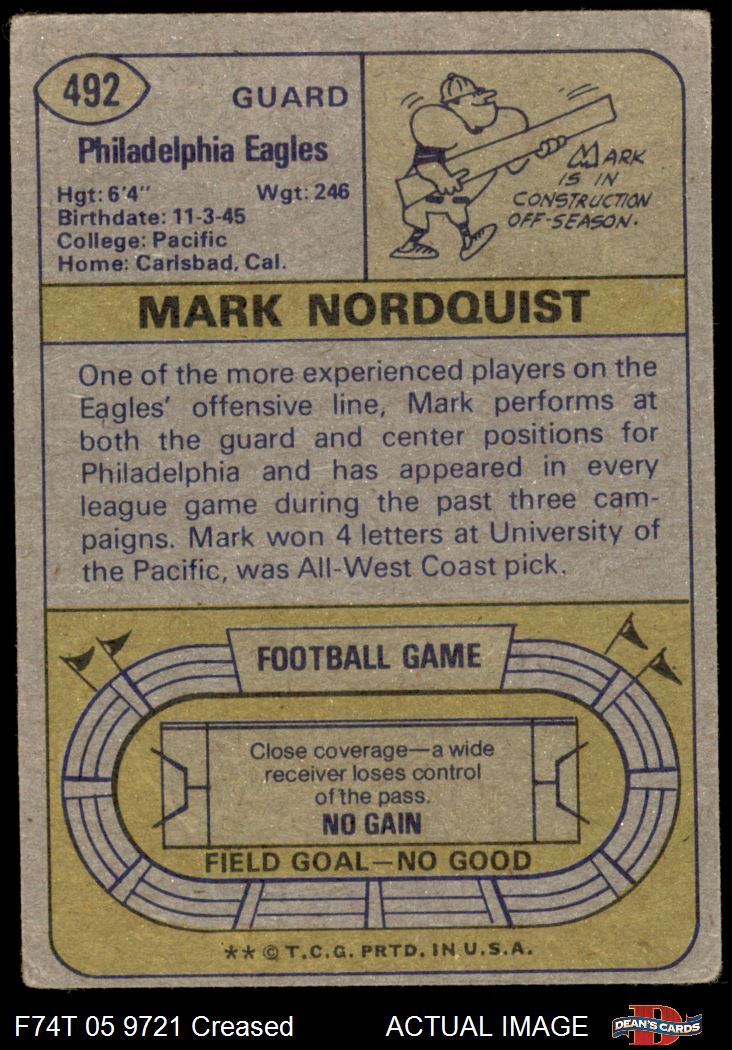 492
GUARD
Philadelphia Eagles
Hgt: 6'4" Wgt: 246
Birthdate: 11-3-45
College: Pacific
Home: Carlsbad, Cal.
MARK
IS IN
CONSTRUCTION
OFF-SEASON.
MARK NORDQUIST
One of the more experienced players on the
Eagles' offensive line, Mark performs at
both the guard and center positions for
Philadelphia and has appeared in every
league game during the past three cam-
paigns. Mark won 4 letters at University of
the Pacific, was All-West Coast pick.
FOOTBALL GAME
Close coverage—a wide
receiver loses control
of the pass.
NO GAIN
FIELD GOAL—NO GOOD
** © T.C.G. PRTD. IN U.S.A.
F74T 05 9721 Creased ACTUAL IMAGE
D
DEAN'S CARDS